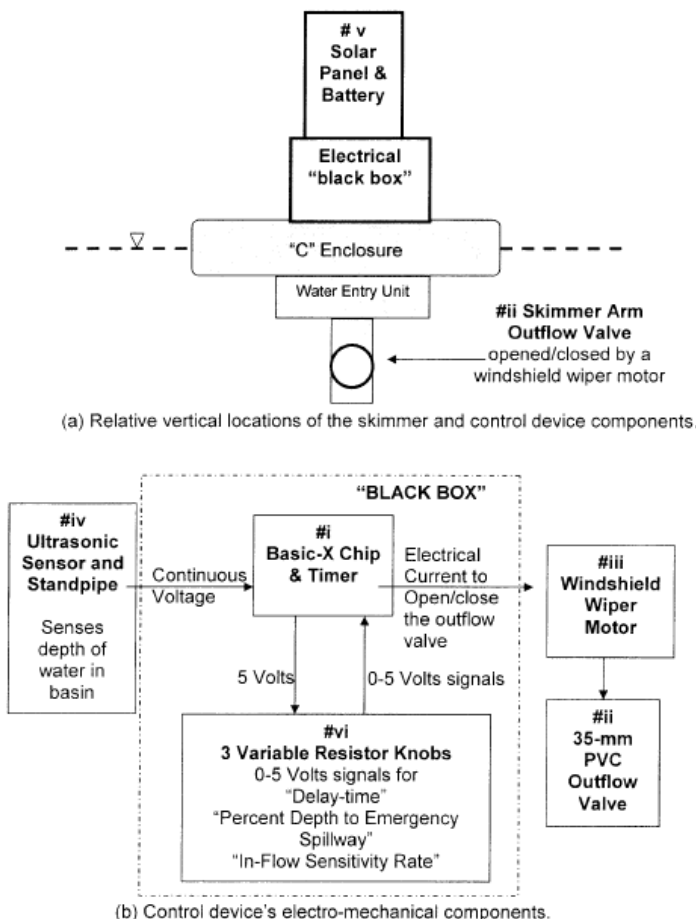 # v
Solar
Panel &
Battery
Electrical
“black box”
“C” Enclosure
Water Entry Unit
#ii Skimmer Arm
Outflow Valve
opened/closed by a
windshield wiper motor
(a) Relative vertical locations of the skimmer and control device components.
“BLACK BOX”
#iv
Ultrasonic
Sensor and
Standpipe
Senses
depth of
water in
basin
Continuous
Voltage
#i
Basic-X Chip
& Timer
Electrical
Current to
Open/close
the outflow
valve
#iii
Windshield
Wiper
Motor
5 Volts
0-5 Volts signals
#vi
3 Variable Resistor Knobs
0-5 Volts signals for
“Delay-time”
“Percent Depth to Emergency
Spillway”
“In-Flow Sensitivity Rate”
#ii
35-mm
PVC
Outflow
Valve
(b) Control device’s electro-mechanical components.